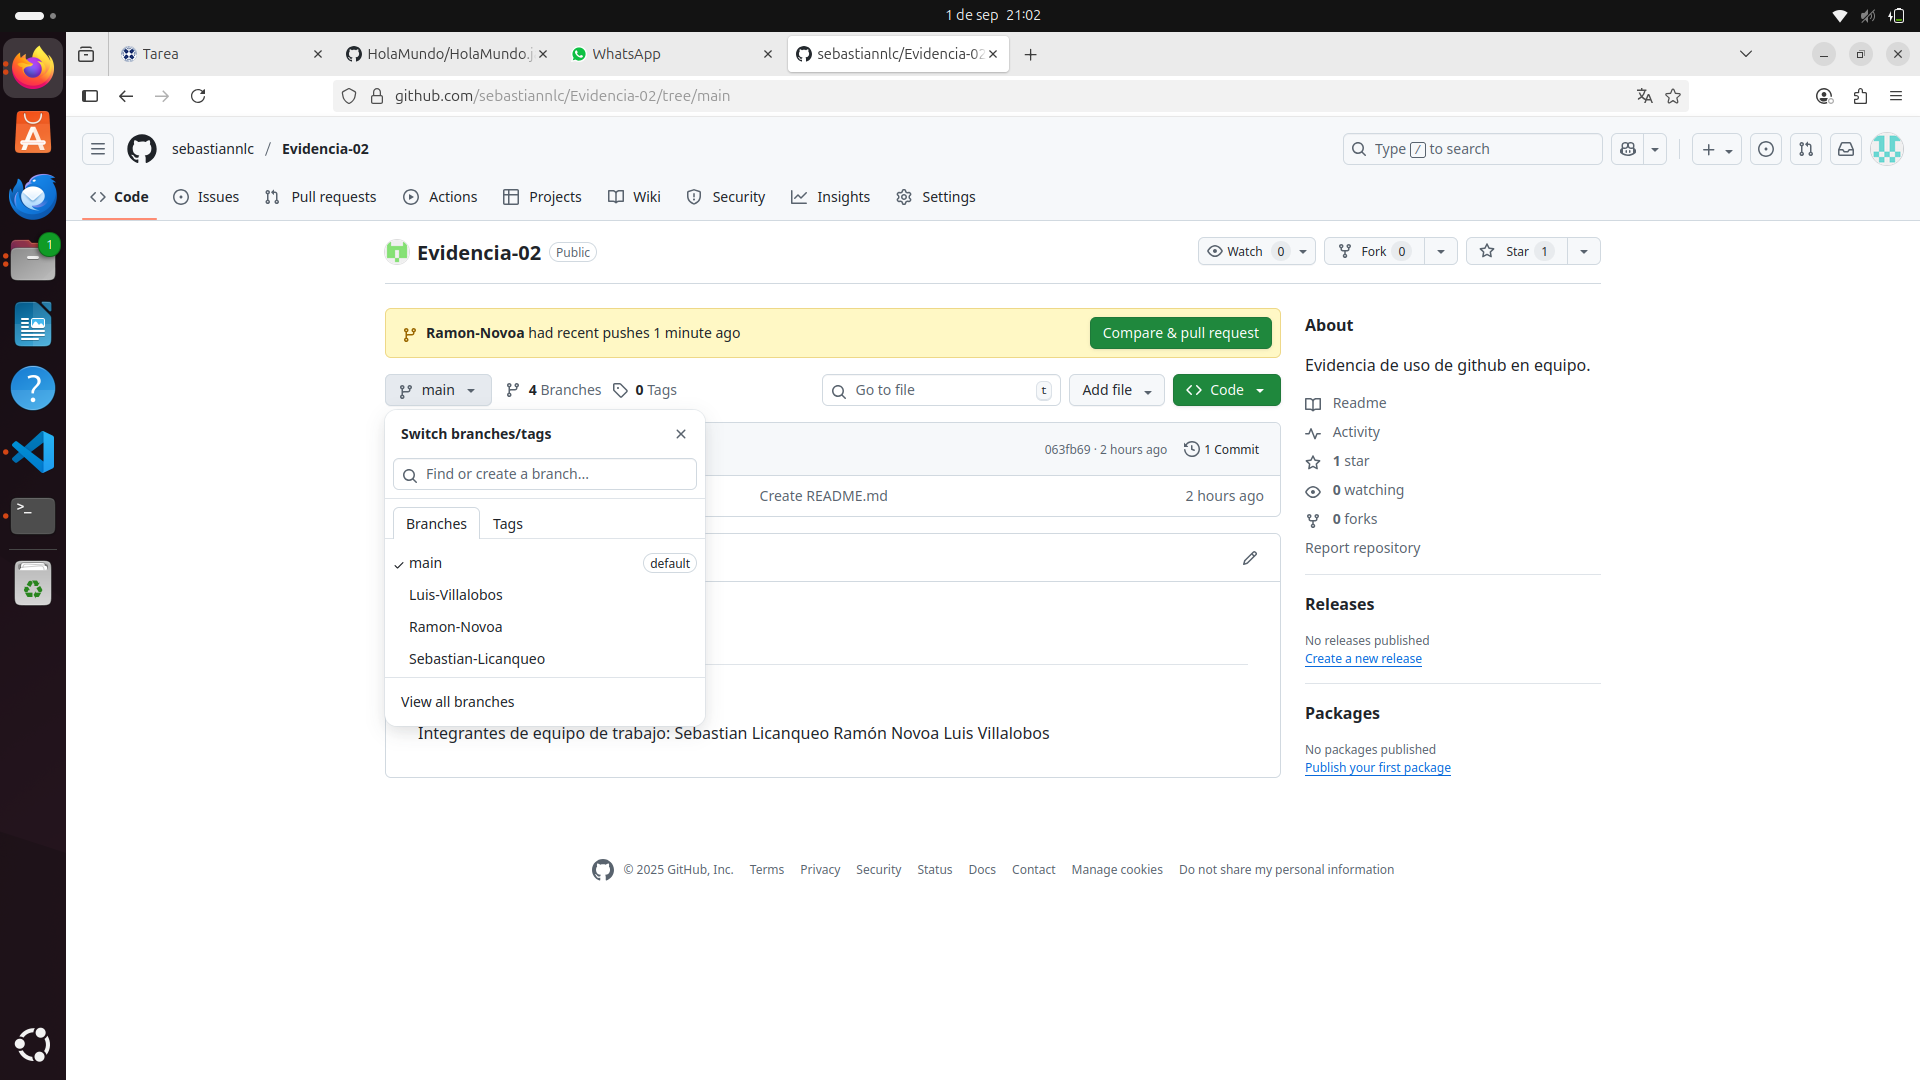 1 de sep 21:02
Tarea
HolaMundo/HolaMundo.j
WhatsApp
sebastiannlc/Evidencia-02
github.com/sebastiannlc/Evidencia-02/tree/main
sebastiannlc / Evidencia-02
Type / to search
Code
Issues
Pull requests
Actions
Projects
Wiki
Security
Insights
Settings
Evidencia-02 Public
Watch 0
Fork 0
Star 1
Ramon-Novoa had recent pushes 1 minute ago
Compare & pull request
main
4 Branches
0 Tags
Go to file t
Add file
Code
Switch branches/tags
Find or create a branch...
Branches
Tags
main default
Luis-Villalobos
Ramon-Novoa
Sebastian-Licanqueo
View all branches
063fb69 · 2 hours ago
1 Commit
Create README.md
2 hours ago
Integrantes de equipo de trabajo: Sebastian Licanqueo Ramón Novoa Luis Villalobos
About
Evidencia de uso de github en equipo.
Readme
Activity
1 star
0 watching
0 forks
Report repository
Releases
No releases published
Create a new release
Packages
No packages published
Publish your first package
© 2025 GitHub, Inc.
Terms
Privacy
Security
Status
Docs
Contact
Manage cookies
Do not share my personal information
1
>_